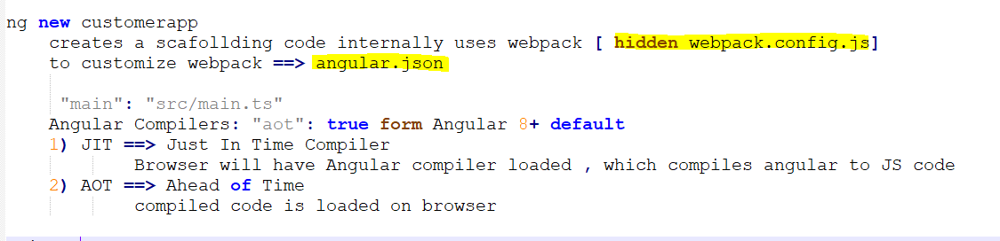 ng new customerapp
creates a scafollding code internally uses webpack [ hidden webpack.config.js]
to customize webpack ==> angular.json
"main": "src/main.ts"
Angular Compilers: "aot": true form Angular 8+ default
1) JIT ==> Just In Time Compiler
Browser will have Angular compiler loaded , which compiles angular to JS code
2) AOT ==> Ahead of Time
compiled code is loaded on browser